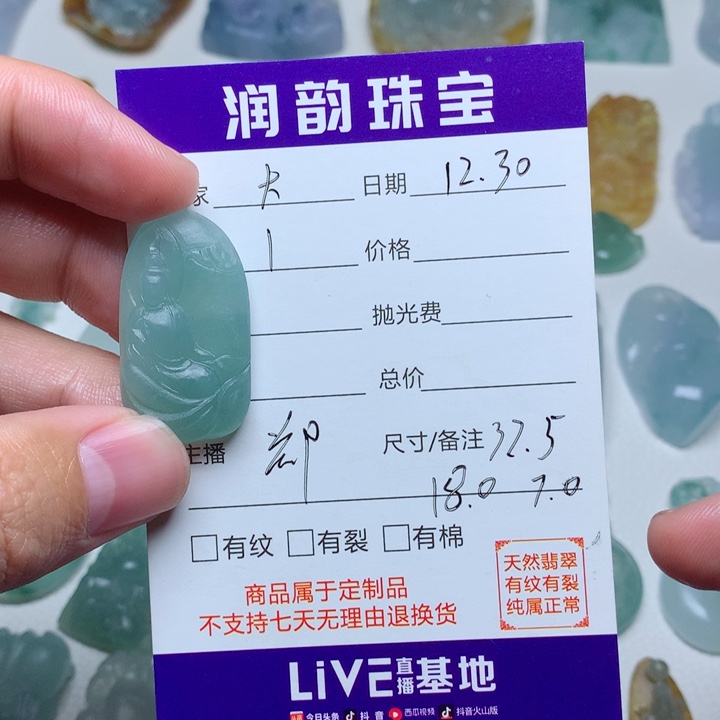 润韵珠宝
家 大 日期 12.30
1 价格
抛光费
总价
主播 郑 尺寸/备注 32.5
18.0 7.0
□有纹 □有裂 □有棉
商品属于定制品
不支持七天无理由退换货
天然翡翠
有纹有裂
纯属正常
LiVE直播基地
今日头条 抖音 西瓜视频 抖音火山版